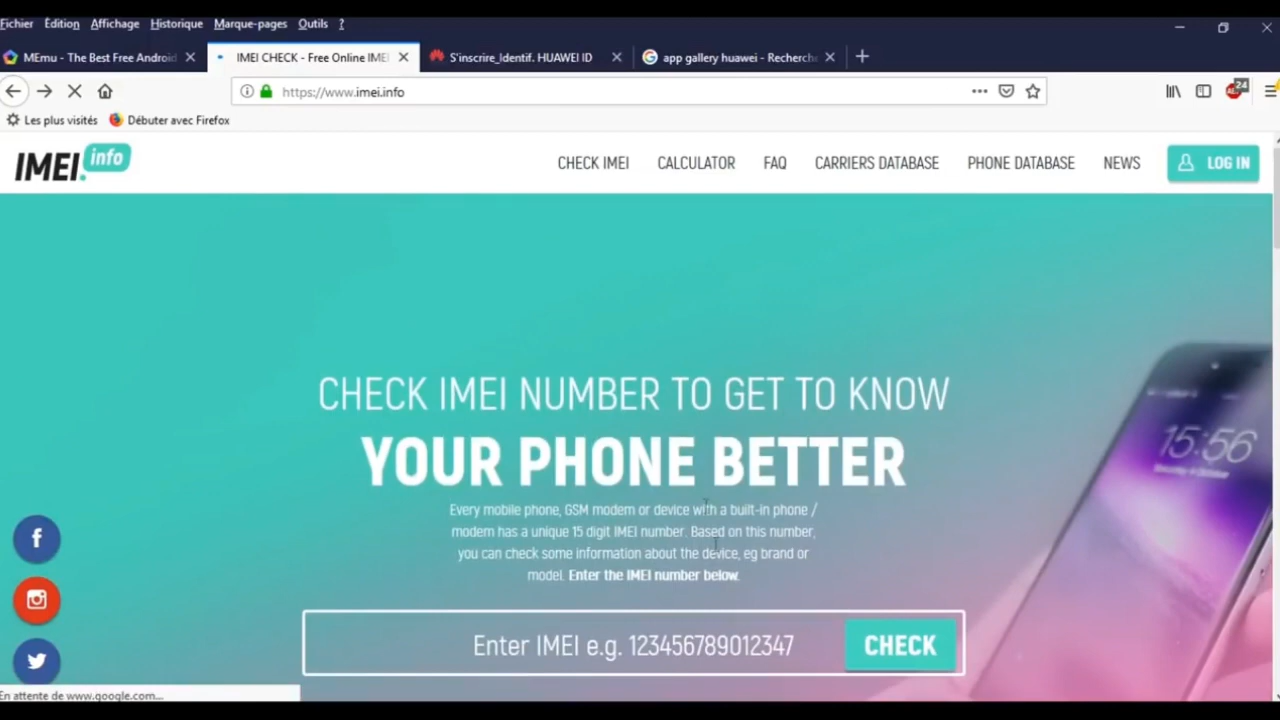 Fichier Édition Affichage Historique Marque-pages Outils ?
MEmu - The Best Free Android IMEI CHECK - Free Online IMEI S'inscrire_Identif. HUAWEI ID app gallery huawei - Recherch
https://www.imei.info
24
Les plus visités Débuter avec Firefox
IMEI.info CHECK IMEI CALCULATOR FAQ CARRIERS DATABASE PHONE DATABASE NEWS LOG IN
CHECK IMEI NUMBER TO GET TO KNOW
YOUR PHONE BETTER
15:56
Every mobile phone, GSM modem or device with a built-in phone /
modem has a unique 15 digit IMEI number. Based on this number,
you can check some information about the device, eg brand or
model. Enter the IMEI number below.
Enter IMEI e.g. 123456789012347 CHECK
En attente de www.google.com...